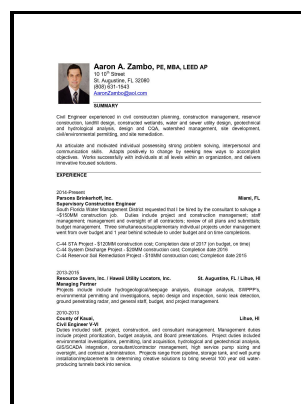 Aaron A. Zambo, PE, MBA, LEED AP
10 10th Street
St. Augustine, FL 32080
(808) 631-1543
AaronZambo@aol.com
SUMMARY
Civil Engineer experienced in civil construction planning, construction management, reservoir
construction, landfill design, constructed wetlands, water and sewer utility design, geotechnical
and hydrological analysis, design and CQA, watershed management, site development,
civil/environmental permitting, and site remediation.
An articulate and motivated individual possessing strong problem solving, interpersonal and
communication skills. Adapts positively to change by seeking new ways to accomplish
objectives. Works successfully with individuals at all levels within an organization, and delivers
innovative focused solutions.
EXPERIENCE
2014-Present
Parsons Brinkerhoff, Inc. Miami, FL
Supervisory Construction Engineer
South Florida Water Management District requested that I be hired by the consultant to salvage a
~$150MM construction job. Duties include project and construction management; staff
management; management and oversight of all contractors; review of all plans and submittals;
budget management. Three simultaneous/supplementary individual projects under management
went from over budget and 1 year behind schedule to under budget and on time completions.
C-44 STA Project - $120MM construction cost; Completion date of 2017 (on budget, on time)
C-44 System Discharge Project - $20MM construction cost; Completion date 2016
C-44 Reservoir Soil Remediation Project - $10MM construction cost; Completion date 2015
2013-2015
Resource Savers, Inc. / Hawaii Utility Locators, Inc. St. Augustine, FL / Lihue, HI
Managing Partner
Projects include include hydrogeological/seepage analysis, drainage analysis, SWPPP's,
environmental permitting and investigations, septic design and inspection, sonic leak detection,
ground penetrating radar, and general staff, budget, and project management.
2010-2013
County of Kauai, Lihue, HI
Civil Engineer V-VI
Duties included staff, project, construction, and consultant management. Management duties
include project prioritization, budget analysis, and Board presentations. Project duties included
environmental investigations, permitting, land acquisition, hydrological and geotechnical analysis,
GIS/SCADA integration, consultant/contractor management, high service pump sizing and
oversight, and contract administration. Projects range from pipeline, storage tank, and well pump
installation/replacements to determining creative solutions to bring several 100 year old water-
producing tunnels back into service.